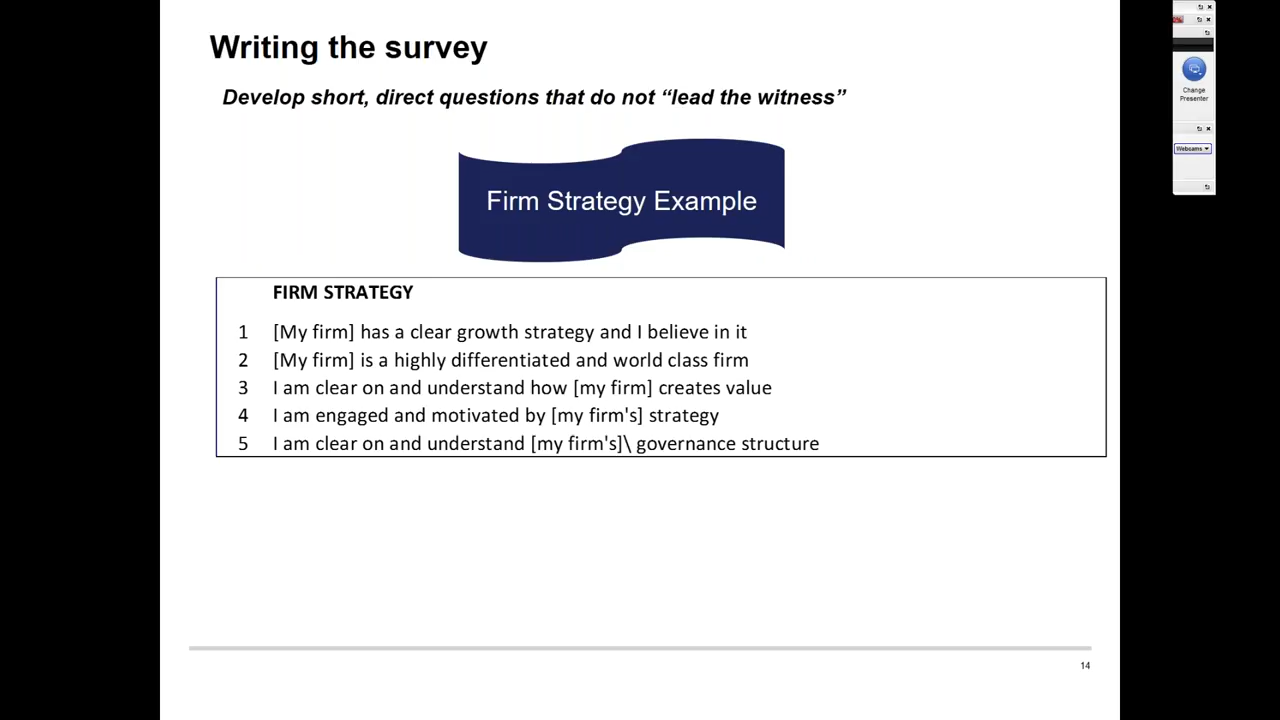 Writing the survey
Develop short, direct questions that do not “lead the witness”
Firm Strategy Example
FIRM STRATEGY
1 [My firm] has a clear growth strategy and I believe in it
2 [My firm] is a highly differentiated and world class firm
3 I am clear on and understand how [my firm] creates value
4 I am engaged and motivated by [my firm's] strategy
5 I am clear on and understand [my firm's]\ governance structure
14
Change
Presenter
Webcams